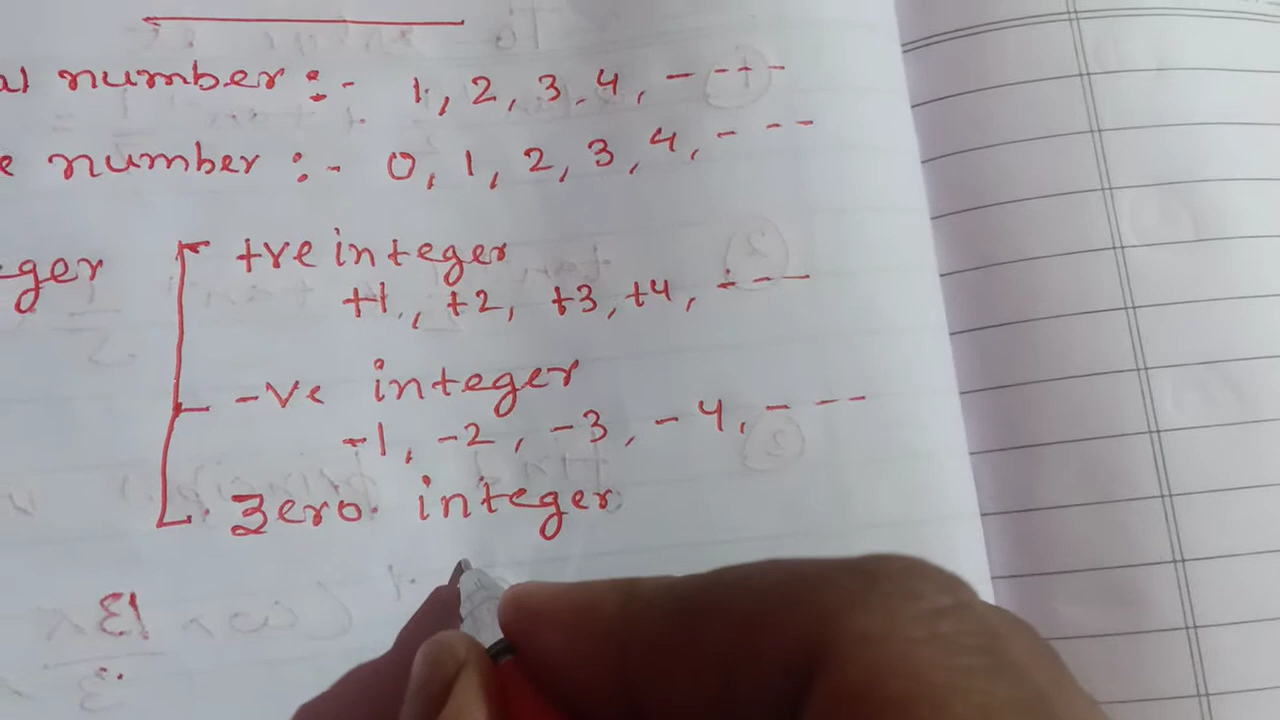 al number :- 1, 2, 3, 4, - - - -
e number :- 0, 1, 2, 3, 4, - - -
eger
+ve integer
+1, +2, +3, +4, - - - -
-ve integer
-1, -2, -3, -4, - - -
zero integer